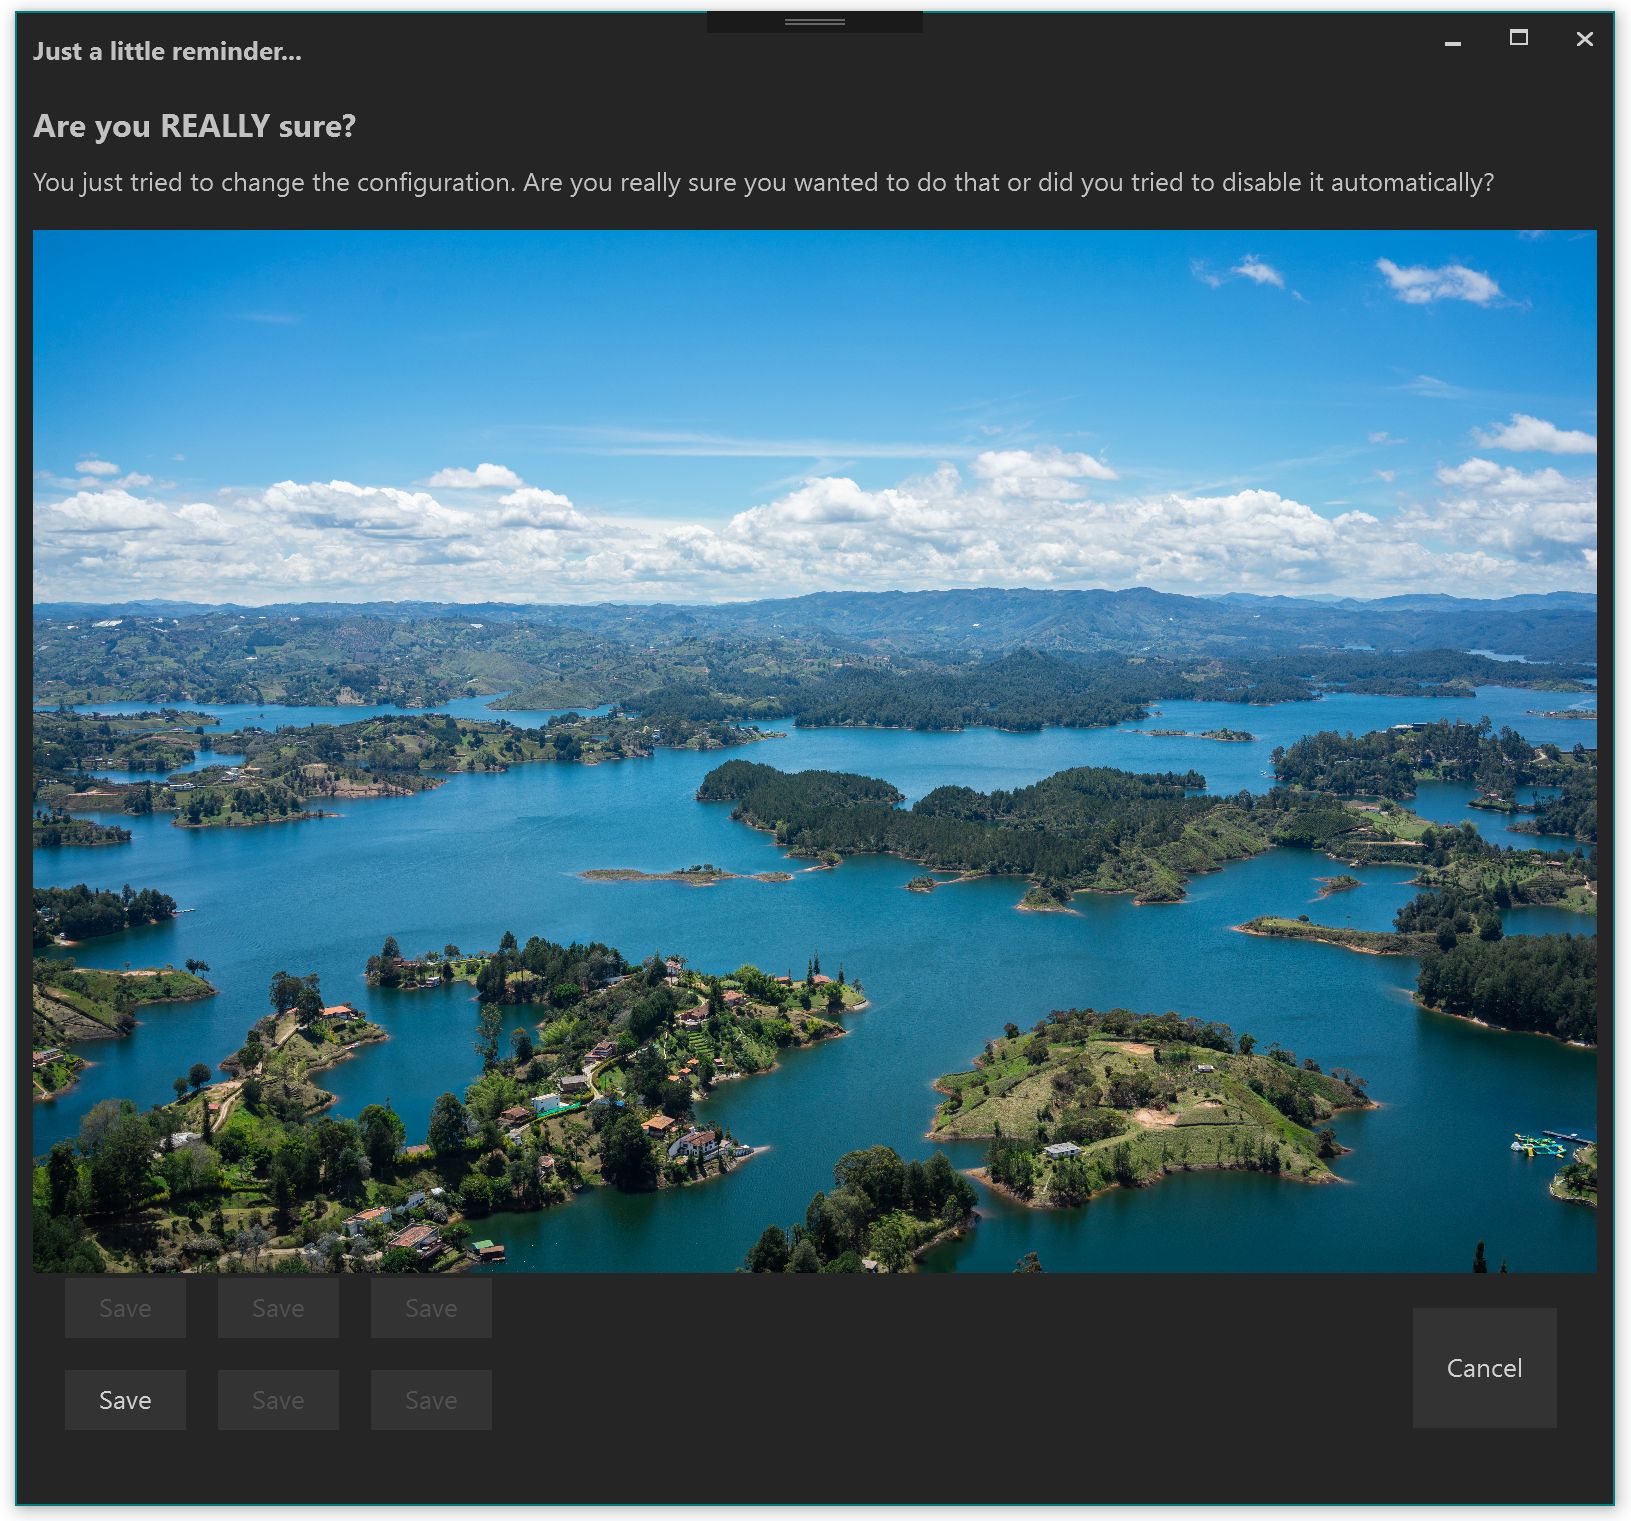 Just a little reminder...
Are you REALLY sure?
You just tried to change the configuration. Are you really sure you wanted to do that or did you tried to disable it automatically?
Save Save Save
Save Save Save
Cancel